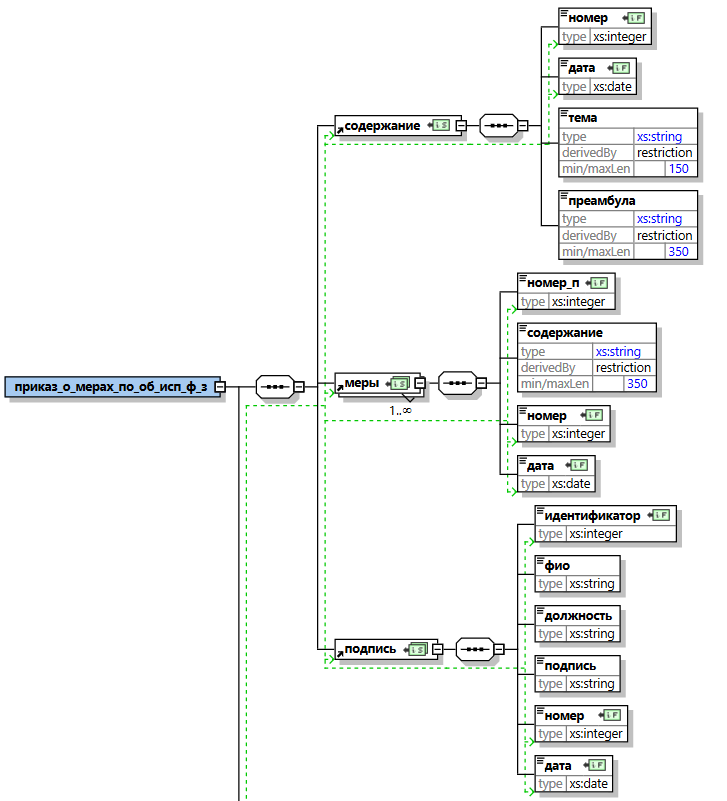 номер
type xs:integer
дата
type xs:date
содержание
тема
type xs:string
derivedBy restriction
min/maxLen 150
преамбула
type xs:string
derivedBy restriction
min/maxLen 350
номер_п
type xs:integer
содержание
type xs:string
derivedBy restriction
min/maxLen 350
приказ_о_мерах_по_об_исп_ф_з
меры
1..∞
номер
type xs:integer
дата
type xs:date
идентификатор
type xs:integer
фио
type xs:string
должность
type xs:string
подпись
подпись
type xs:string
номер
type xs:integer
дата
type xs:date